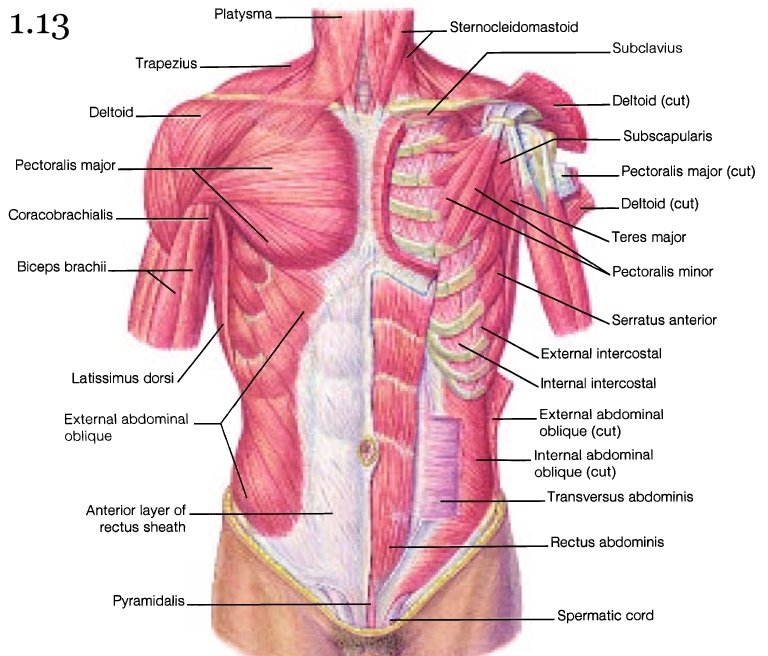 1.13
Platysma
Trapezius
Deltoid
Pectoralis major
Coracobrachialis
Biceps brachii
Latissimus dorsi
External abdominal
oblique
Anterior layer of
rectus sheath
Pyramidalis
Sternocleidomastoid
Subclavius
Deltoid (cut)
Subscapularis
Pectoralis major (cut)
Deltoid (cut)
Teres major
Pectoralis minor
Serratus anterior
External intercostal
Internal intercostal
External abdominal
oblique (cut)
Internal abdominal
oblique (cut)
Transversus abdominis
Rectus abdominis
Spermatic cord